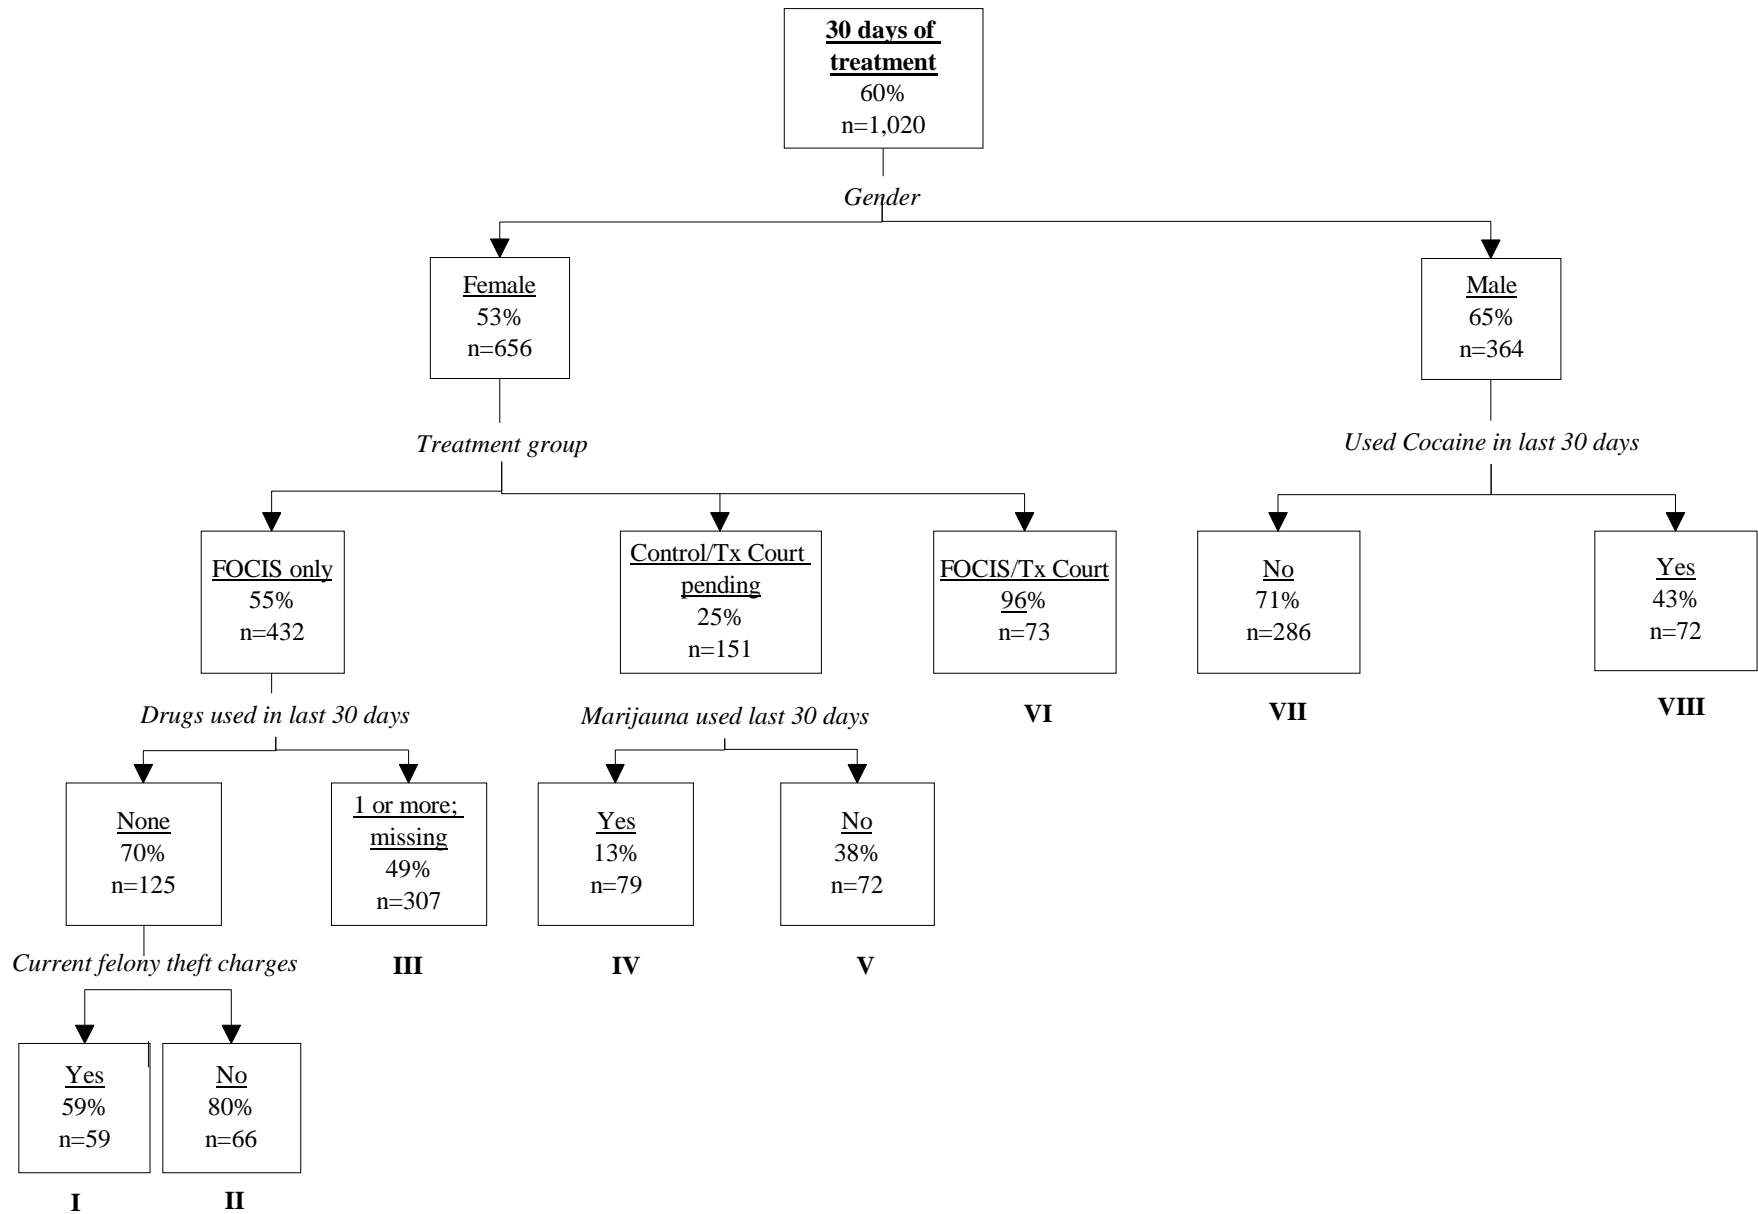 30 days of
treatment
60%
n=1,020
Gender
Female
53%
n=656
Male
65%
n=364
Treatment group
Used Cocaine in last 30 days
FOCIS only
55%
n=432
Control/Tx Court
pending
25%
n=151
FOCIS/Tx Court
96%
n=73
No
71%
n=286
Yes
43%
n=72
Drugs used in last 30 days
Marijauna used last 30 days
VI
VII
VIII
None
70%
n=125
1 or more;
missing
49%
n=307
Yes
13%
n=79
No
38%
n=72
Current felony theft charges
III
IV
V
Yes
59%
n=59
No
80%
n=66
I
II